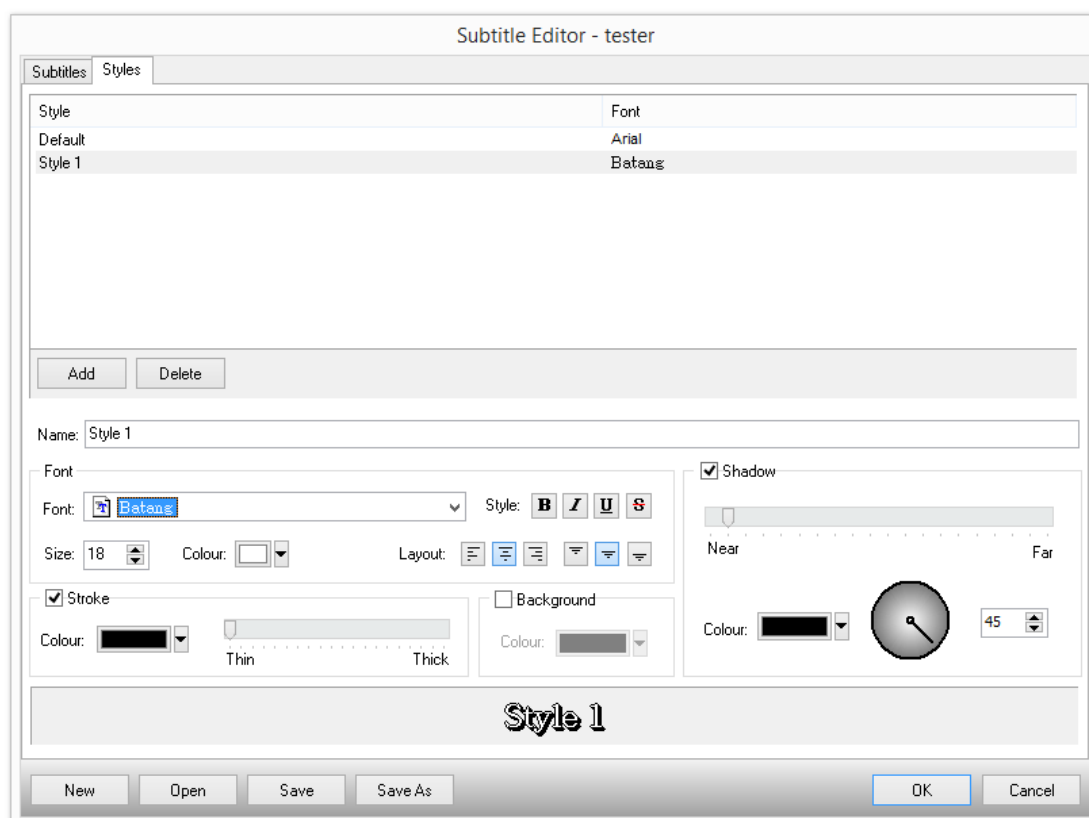 Subtitle Editor - tester
Subtitles Styles
Style Font
Default Arial
Style 1 Batang
Add Delete
Name: Style 1
Font
Font: Batang Style: B I U S
Size: 18 Colour: Layout:
Stroke
Colour:
Thin Thick
Background
Colour:
Shadow
Near Far
Colour: 45
Style 1
New Open Save Save As OK Cancel